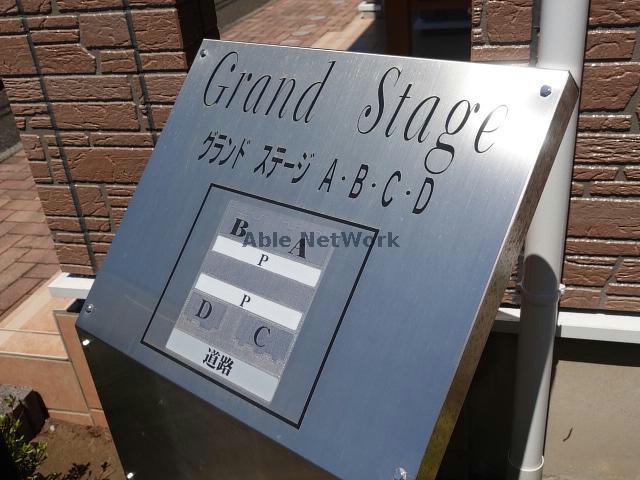 Grand Stage
グランド ステージ A・B・C・D
B A
P
P
D C
道路
Able NetWork